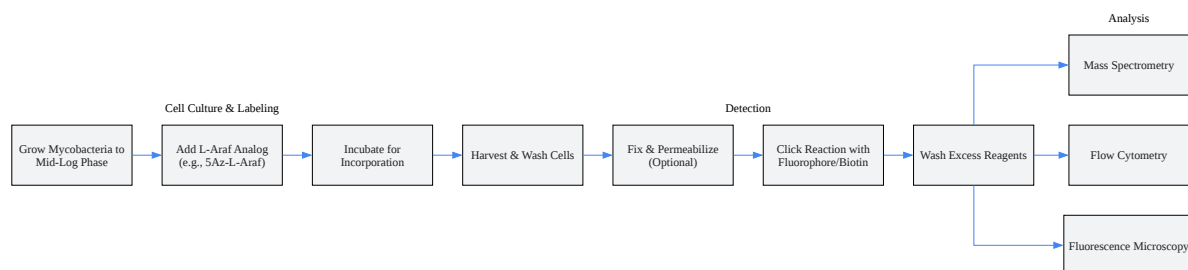 Analysis
Mass Spectrometry
Cell Culture & Labeling
Detection
Grow Mycobacteria to
Mid-Log Phase
Add L-Araf Analog
(e.g., 5Az-L-Araf)
Incubate for
Incorporation
Harvest & Wash Cells
Fix & Permeabilize
(Optional)
Click Reaction with
Fluorophore/Biotin
Wash Excess Reagents
Flow Cytometry
Fluorescence Microscopy